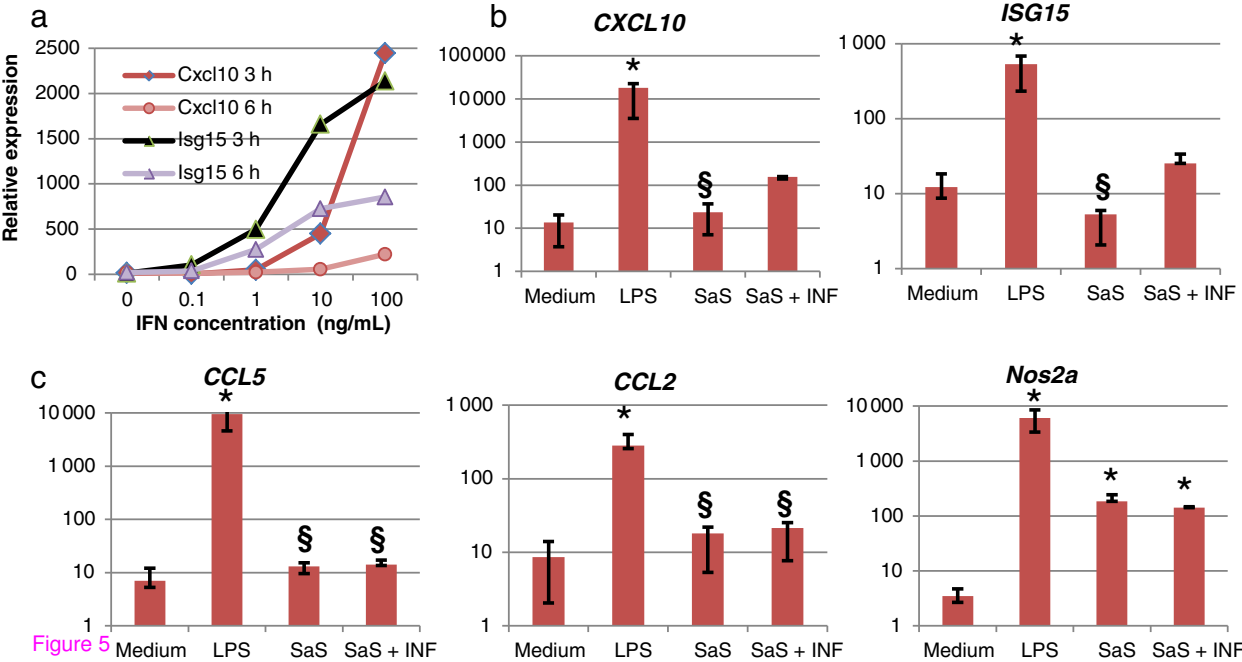 a
Relative expression
2500
2000
1500
1000
500
0
Cxcl10 3 h
Cxcl10 6 h
Isg15 3 h
Isg15 6 h
0 0.1 1 10 100
IFN concentration (ng/mL)
b
CXCL10
100 000
10 000
1 000
100
10
1
*
§
Medium LPS SaS SaS + INF
ISG15
1 000
100
10
1
*
§
Medium LPS SaS SaS + INF
c
CCL5
10 000
1 000
100
10
1
*
§ §
Medium LPS SaS SaS + INF
CCL2
1 000
100
10
1
*
§ §
Medium LPS SaS SaS + INF
Nos2a
10 000
1 000
100
10
1
*
* *
Medium LPS SaS SaS + INF
Figure 5